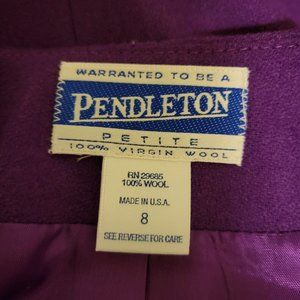 WARRANTED TO BE A
PENDLETON
PETITE
100% VIRGIN WOOL
RN 29685
100% WOOL
MADE IN U.S.A.
8
SEE REVERSE FOR CARE